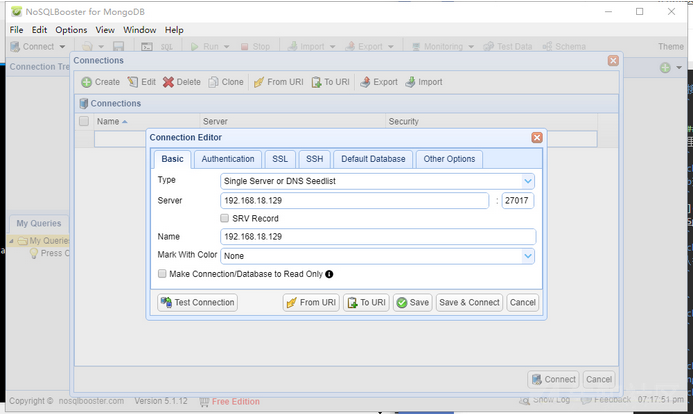 NoSQLBooster for MongoDB
File Edit Options View Window Help
Connect SQL Run Stop Import Export Monitoring Test Data Schema Theme
Connection Tre
Connections
Create Edit Delete Clone From URI To URI Export Import
Connections
Name Server Security
Connection Editor
Basic Authentication SSL SSH Default Database Other Options
Type Single Server or DNS Seedlist
Server 192.168.18.129 : 27017
SRV Record
Name 192.168.18.129
Mark With Color None
Make Connection/Database to Read Only
Test Connection From URI To URI Save Save & Connect Cancel
My Queries
My Querie
Press C
Connect Cancel
Copyright © nosqlbooster.com Version 5.1.12 Free Edition Show Log Feedback 07:17:51 pm